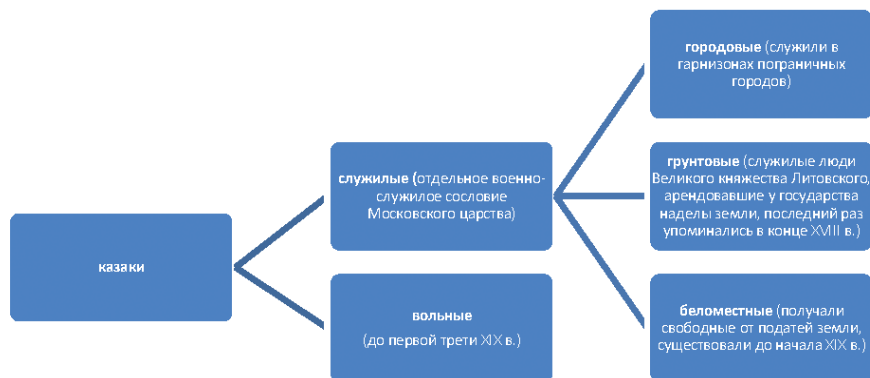 казаки
служилые (отдельное военно-
служилое сословие
Московского царства)
вольные
(до первой трети XIX в.)
городовые (служили в
гарнизонах пограничных
городов)
грунтовые (служилые люди
Великого княжества Литовского,
арендовавшие у государства
наделы земли, последний раз
упоминались в конце XVIII в.)
беломестные (получали
свободные от податей земли,
существовали до начала XIX в.)